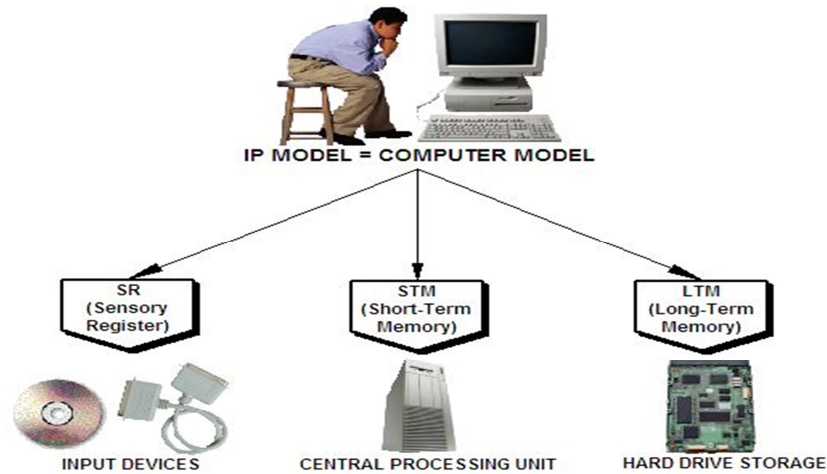 IP MODEL = COMPUTER MODEL
SR
(Sensory
Register)
STM
(Short-Term
Memory)
LTM
(Long-Term
Memory)
INPUT DEVICES
CENTRAL PROCESSING UNIT
HARD DRIVE STORAGE